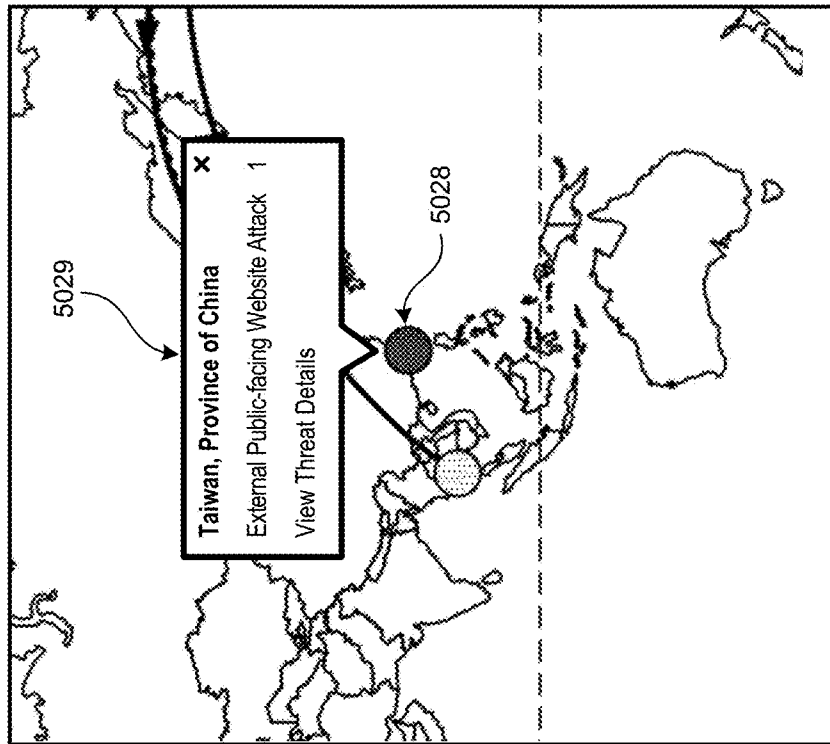 5029
Taiwan, Province of China X
External Public-facing Website Attack 1
View Threat Details
5028